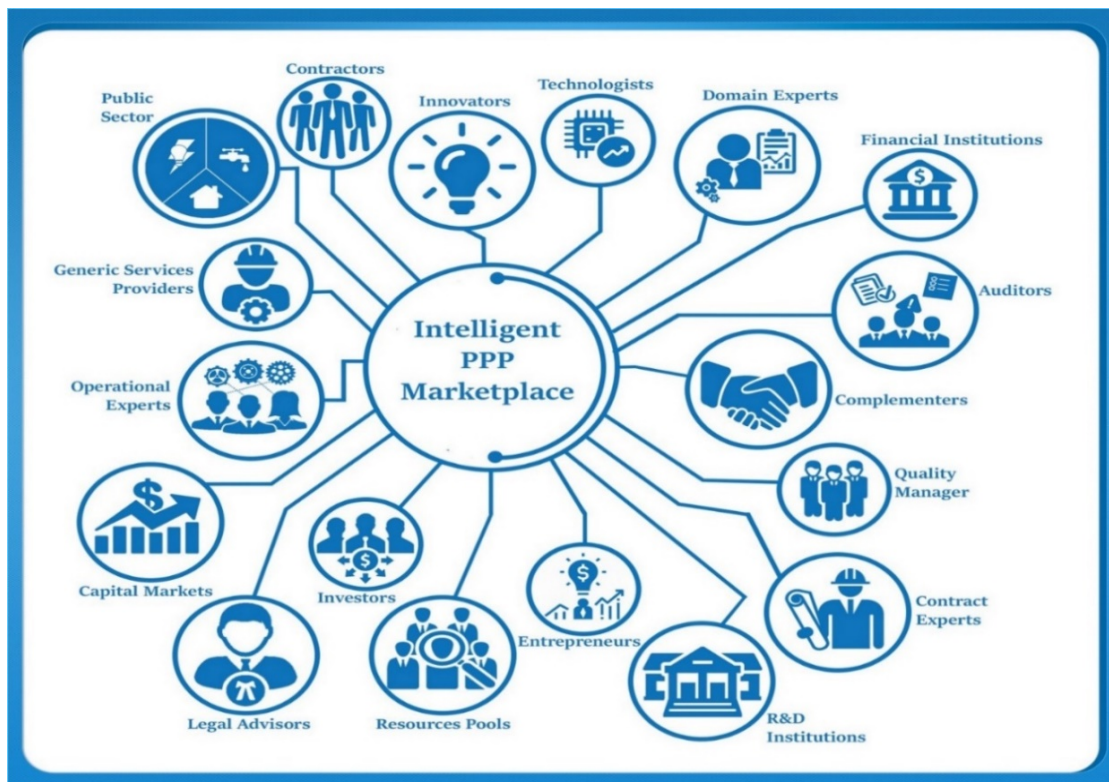 Contractors
Technologists
Public
Sector
Innovators
Domain Experts
Financial Institutions
Generic Services
Providers
Auditors
Intelligent
PPP
Marketplace
Operational
Experts
Complementers
Quality
Manager
Capital Markets
Investors
Entrepreneurs
Contract
Experts
Legal Advisors
Resources Pools
R&D
Institutions